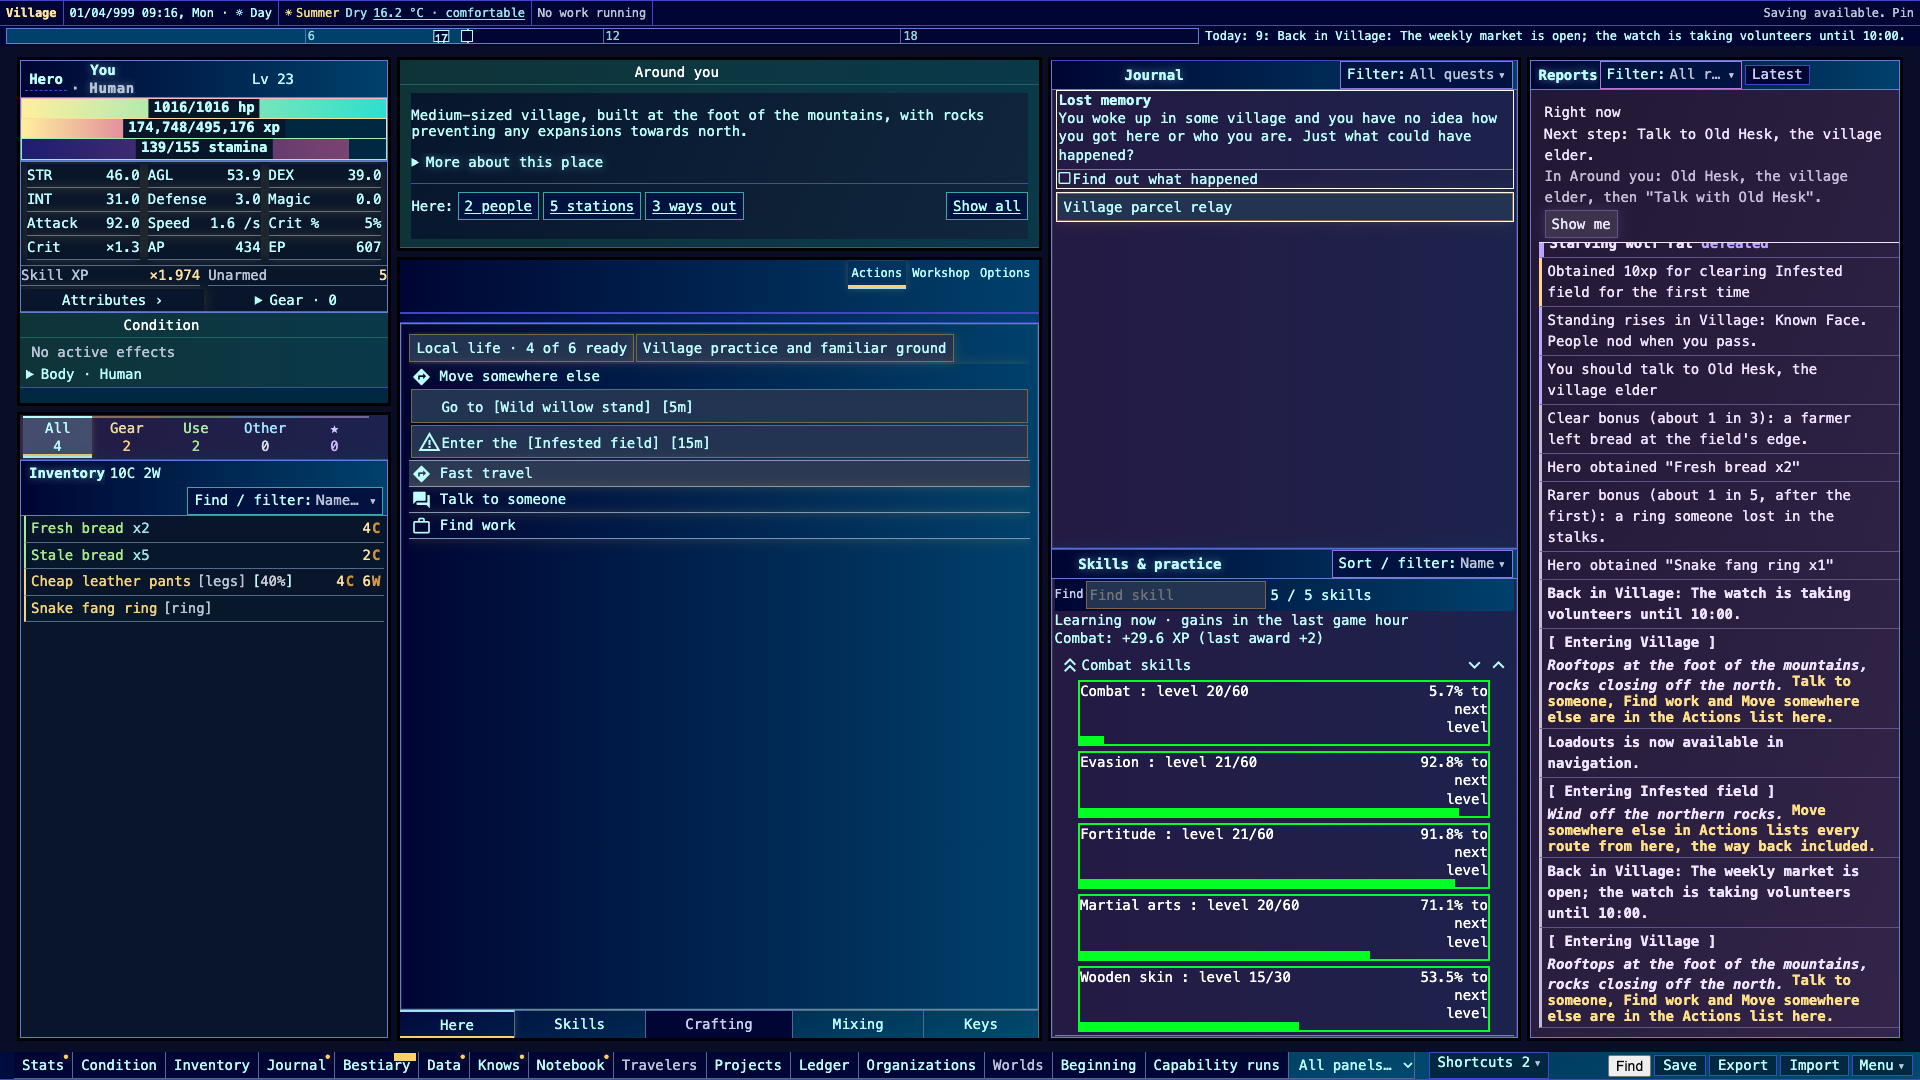 Village 01/04/999 09:16, Mon · ☀ Day ☀ Summer Dry 16.2 °C · comfortable No work running Saving available. Pin
6 17 12 18 Today: 9: Back in Village: The weekly market is open; the watch is taking volunteers until 10:00.
Hero · You Human Lv 23
1016/1016 hp
174,748/495,176 xp
139/155 stamina
STR 46.0 AGL 53.9 DEX 39.0
INT 31.0 Defense 3.0 Magic 0.0
Attack 92.0 Speed 1.6 /s Crit % 5%
Crit ×1.3 AP 434 EP 607
Skill XP ×1.974 Unarmed 5
Attributes › ▶ Gear · 0
Condition
No active effects
▶ Body · Human
All 4 Gear 2 Use 2 Other 0 ★ 0
Inventory 10C 2W
Find / filter: Name… ▾
Fresh bread x2 4C
Stale bread x5 2C
Cheap leather pants [legs] [40%] 4C 6W
Snake fang ring [ring]
Around you
Medium-sized village, built at the foot of the mountains, with rocks
preventing any expansions towards north.
▶ More about this place
Here: 2 people 5 stations 3 ways out Show all
Actions Workshop Options
Local life · 4 of 6 ready Village practice and familiar ground
Move somewhere else
Go to [Wild willow stand] [5m]
Enter the [Infested field] [15m]
Fast travel
Talk to someone
Find work
Here Skills Crafting Mixing Keys
Journal Filter: All quests ▾
Lost memory
You woke up in some village and you have no idea how
you got here or who you are. Just what could have
happened?
☐Find out what happened
Village parcel relay
Skills & practice Sort / filter: Name ▾
Find Find skill 5 / 5 skills
Learning now · gains in the last game hour
Combat: +29.6 XP (last award +2)
Combat skills
Combat : level 20/60 5.7% to
next
level
Evasion : level 21/60 92.8% to
next
level
Fortitude : level 21/60 91.8% to
next
level
Martial arts : level 20/60 71.1% to
next
level
Wooden skin : level 15/30 53.5% to
next
level
Reports Filter: All r… ▾ Latest
Right now
Next step: Talk to Old Hesk, the village
elder.
In Around you: Old Hesk, the village
elder, then "Talk with Old Hesk".
Show me
Starving wolf rat defeated
Obtained 10xp for clearing Infested
field for the first time
Standing rises in Village: Known Face.
People nod when you pass.
You should talk to Old Hesk, the
village elder
Clear bonus (about 1 in 3): a farmer
left bread at the field's edge.
Hero obtained "Fresh bread x2"
Rarer bonus (about 1 in 5, after the
first): a ring someone lost in the
stalks.
Hero obtained "Snake fang ring x1"
Back in Village: The watch is taking
volunteers until 10:00.
[ Entering Village ]
Rooftops at the foot of the mountains,
rocks closing off the north. Talk to
someone, Find work and Move somewhere
else are in the Actions list here.
Loadouts is now available in
navigation.
[ Entering Infested field ]
Wind off the northern rocks. Move
somewhere else in Actions lists every
route from here, the way back included.
Back in Village: The weekly market is
open; the watch is taking volunteers
until 10:00.
[ Entering Village ]
Rooftops at the foot of the mountains,
rocks closing off the north. Talk to
someone, Find work and Move somewhere
else are in the Actions list here.
Stats Condition Inventory Journal Bestiary Data Knows Notebook Travelers Projects Ledger Organizations Worlds Beginning Capability runs All panels… Shortcuts 2 ▾ Find Save Export Import Menu ▾